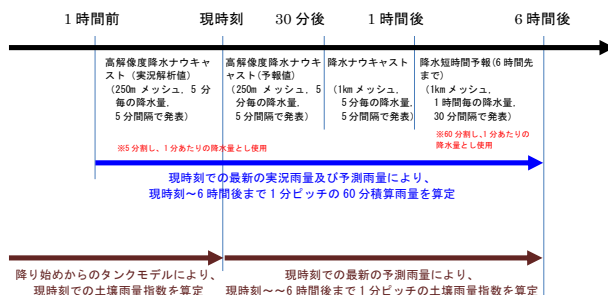 1時間前
現時刻
30分後
1時間後
6時間後
高解像度降水ナウキャ
スト（実況解析値）
（250m メッシュ，5 分
毎の降水量，
5分間隔で発表）
高解像度降水ナウキ
ャスト(予報値)
（250m メッシュ，5
分毎の降水量，
5分間隔で発表）
降水ナウキャスト
（1kmメッシュ，
5分毎の降水量，
5分間隔で発表）
降水短時間予報(6時間先
まで)
（1kmメッシュ，
1時間毎の降水量，
30分間隔で発表）
※5分割し、1分あたりの降水量とし使用
※60分割し、1分あたりの
降水量とし使用
現時刻での最新の実況雨量及び予測雨量により、
現時刻～6時間後まで1分ピッチの60分積算雨量を算定
降り始めからのタンクモデルにより、
現時刻での土壌雨量指数を算定
現時刻での最新の予測雨量により、
現時刻～～6時間後まで1分ピッチの土壌雨量指数を算定